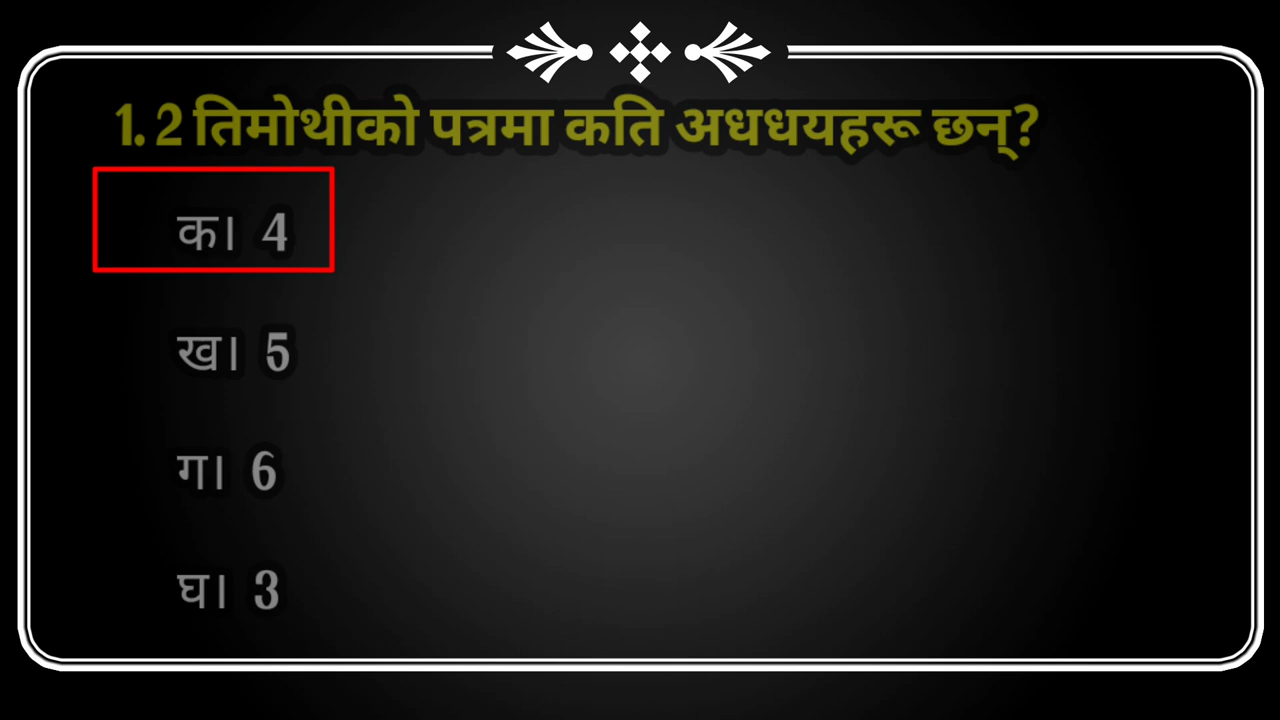 1. 2 तिमोथीको पत्रमा कति अधधयहरू छन्?
क। 4
ख। 5
ग। 6
घ। 3